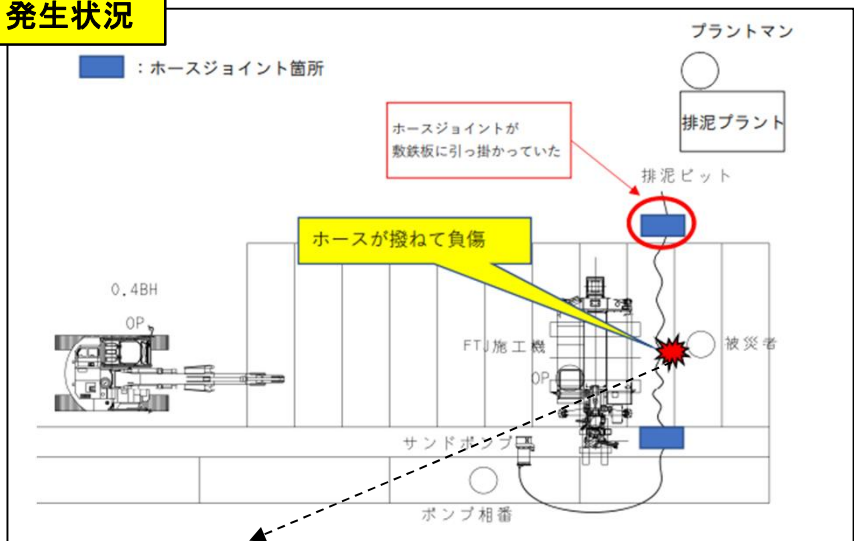 発生状況
プラントマン
：ホースジョイント箇所
排泥プラント
ホースジョイントが
敷鉄板に引っ掛かっていた
排泥ピット
ホースが撥ねて負傷
0.4BH
OP
FTJ施工機
被災者
OP
サンドポンプ
ポンプ相番